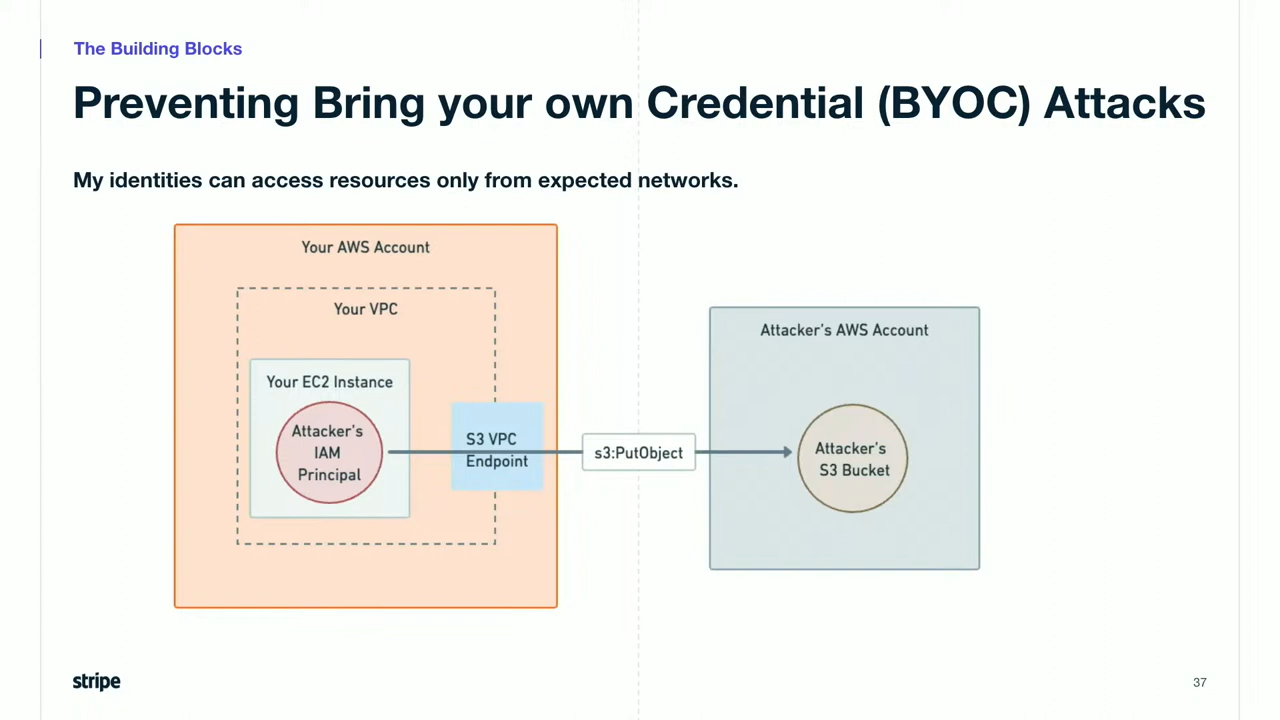 The Building Blocks
Preventing Bring your own Credential (BYOC) Attacks
My identities can access resources only from expected networks.
Your AWS Account
Your VPC
Your EC2 Instance
Attacker's
IAM
Principal
S3 VPC
Endpoint
s3:PutObject
Attacker's AWS Account
Attacker's
S3 Bucket
stripe
37